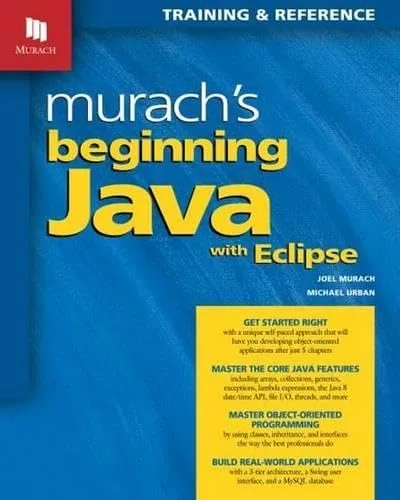 TRAINING & REFERENCE
MURACH
murach's
beginning
Java
with Eclipse
JOEL MURACH
MICHAEL URBAN
GET STARTED RIGHT
with a unique self-paced approach that will
have you developing object-oriented
applications after just 5 chapters
MASTER THE CORE JAVA FEATURES
including arrays, collections, generics,
exceptions, lambda expressions, the Java 8
date/time API, file I/O, threads, and more
MASTER OBJECT-ORIENTED
PROGRAMMING
by using classes, inheritance, and interfaces
the way the best professionals do
BUILD REAL-WORLD APPLICATIONS
with a 3-tier architecture, a Swing user
interface, and a MySQL database